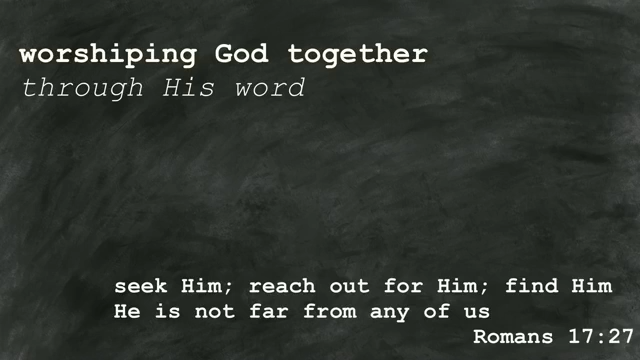 worshiping God together
through His word
seek Him; reach out for Him; find Him
He is not far from any of us
Romans 17:27